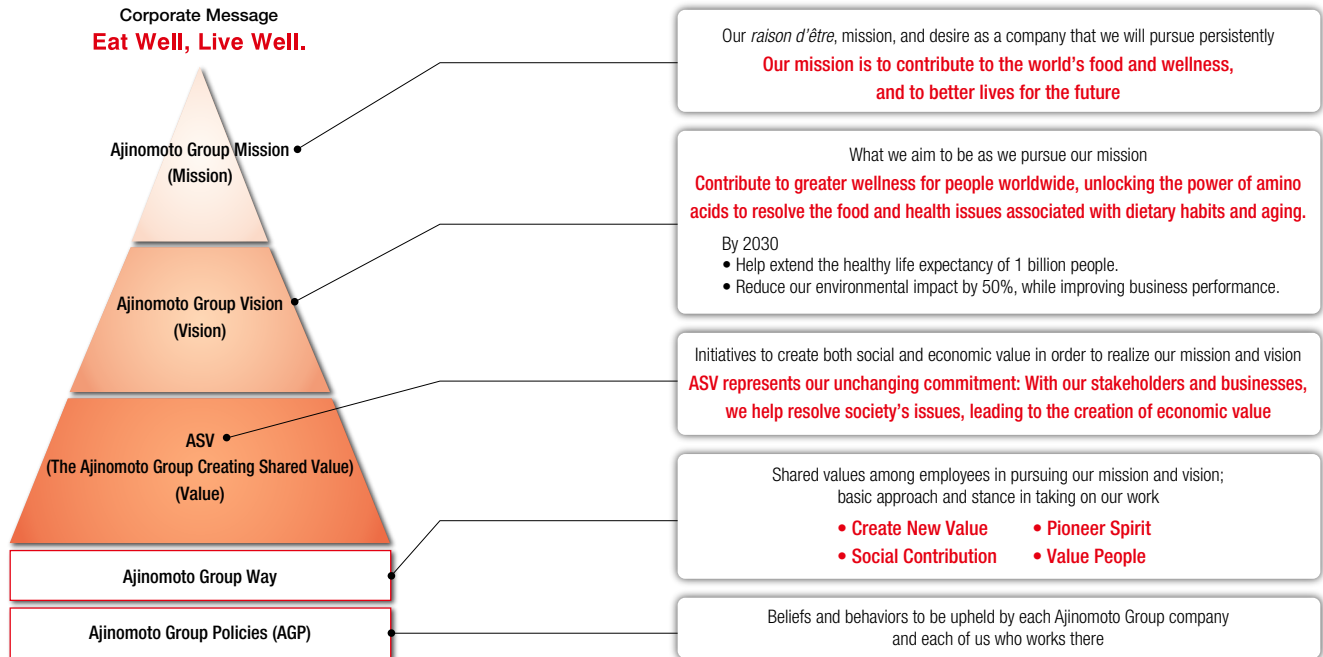 Corporate Message
Eat Well, Live Well.
Ajinomoto Group Mission
(Mission)
Our raison d’être, mission, and desire as a company that we will pursue persistently
Our mission is to contribute to the world’s food and wellness,
and to better lives for the future
Ajinomoto Group Vision
(Vision)
What we aim to be as we pursue our mission
Contribute to greater wellness for people worldwide, unlocking the power of amino
acids to resolve the food and health issues associated with dietary habits and aging.
By 2030
• Help extend the healthy life expectancy of 1 billion people.
• Reduce our environmental impact by 50%, while improving business performance.
ASV
(The Ajinomoto Group Creating Shared Value)
(Value)
Initiatives to create both social and economic value in order to realize our mission and vision
ASV represents our unchanging commitment: With our stakeholders and businesses,
we help resolve society’s issues, leading to the creation of economic value
Ajinomoto Group Way
Shared values among employees in pursuing our mission and vision;
basic approach and stance in taking on our work
• Create New Value • Pioneer Spirit
• Social Contribution • Value People
Ajinomoto Group Policies (AGP)
Beliefs and behaviors to be upheld by each Ajinomoto Group company
and each of us who works there